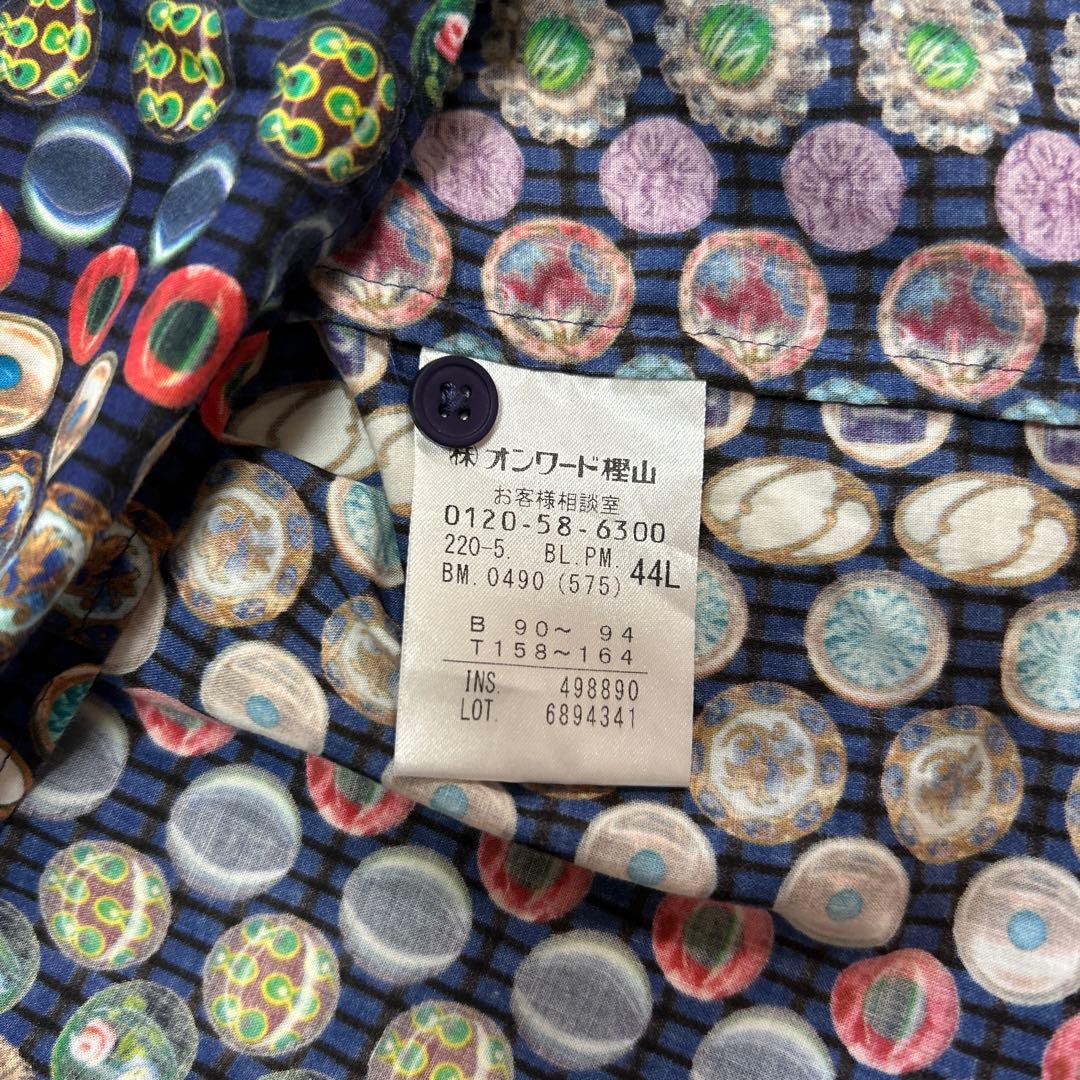 (株)オンワード樫山
お客様相談室
0120-58-6300
220-5. BL.PM. 44L
BM. 0490 (575)
B 90～ 94
T158～164
INS. 498890
LOT. 6894341